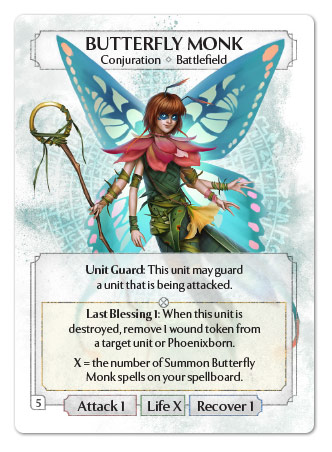 BUTTERFLY MONK
Conjuration ◇ Battlefield
Unit Guard: This unit may guard
a unit that is being attacked.
Last Blessing 1: When this unit is
destroyed, remove 1 wound token from
a target unit or Phoenixborn.
X = the number of Summon Butterfly
Monk spells on your spellboard.
5
Attack 1
Life X
Recover 1